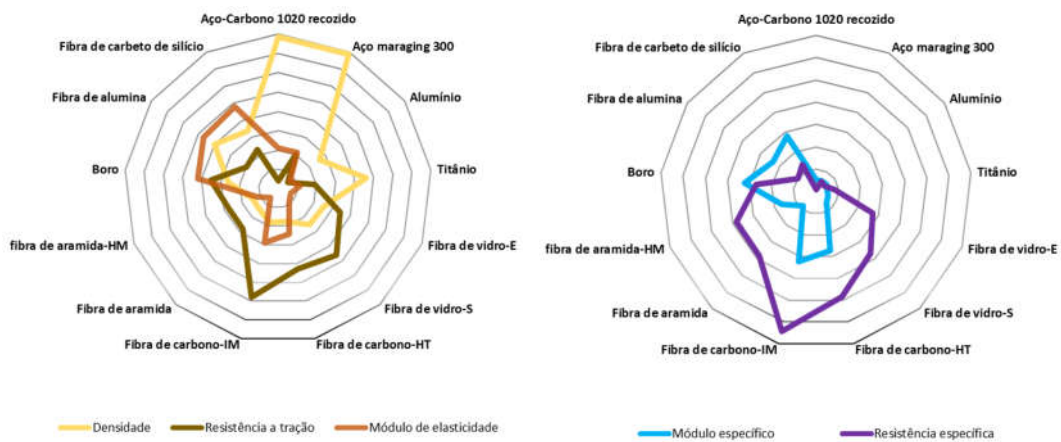 Aço-Carbono 1020 recozido
Fibra de carbeto de silício
Aço maraging 300
Fibra de alumina
Alumínio
Boro
Titânio
fibra de aramida-HM
Fibra de vidro-E
Fibra de aramida
Fibra de vidro-S
Fibra de carbono-IM
Fibra de carbono-HT
Densidade
Resistência a tração
Módulo de elasticidade
Aço-Carbono 1020 recozido
Fibra de carbeto de silício
Aço maraging 300
Fibra de alumina
Alumínio
Boro
Titânio
fibra de aramida-HM
Fibra de vidro-E
Fibra de aramida
Fibra de vidro-S
Fibra de carbono-IM
Fibra de carbono-HT
Módulo específico
Resistência específica